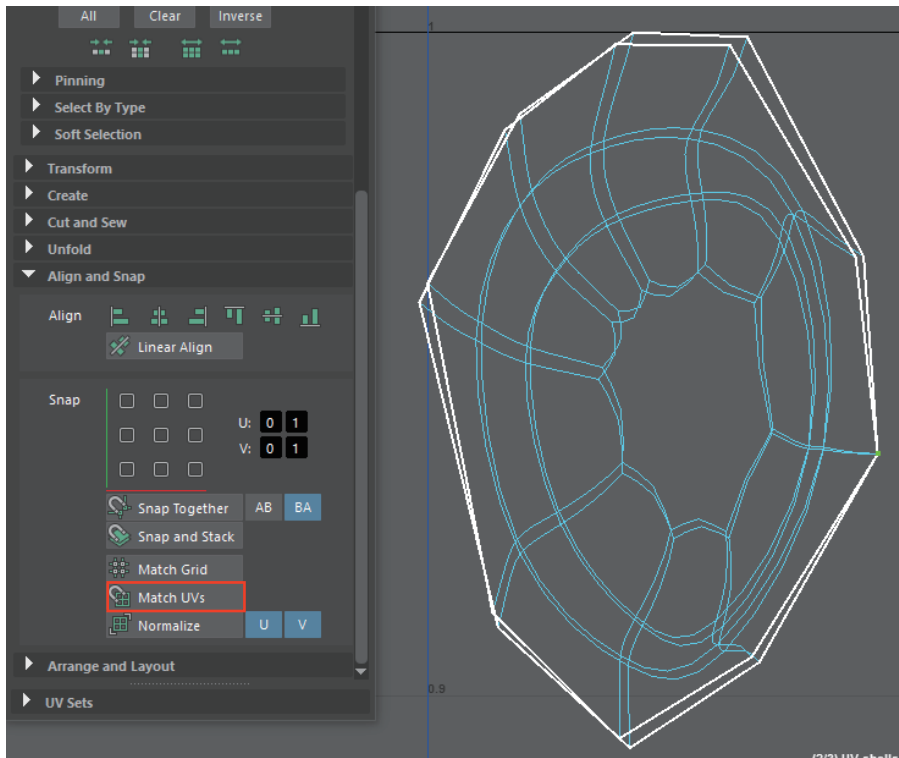 All Clear Inverse
Pinning
Select By Type
Soft Selection
Transform
Create
Cut and Sew
Unfold
Align and Snap
Align
Linear Align
Snap
U: 0 1
V: 0 1
Snap Together AB BA
Snap and Stack
Match Grid
Match UVs
Normalize U V
Arrange and Layout
UV Sets
1
0.9